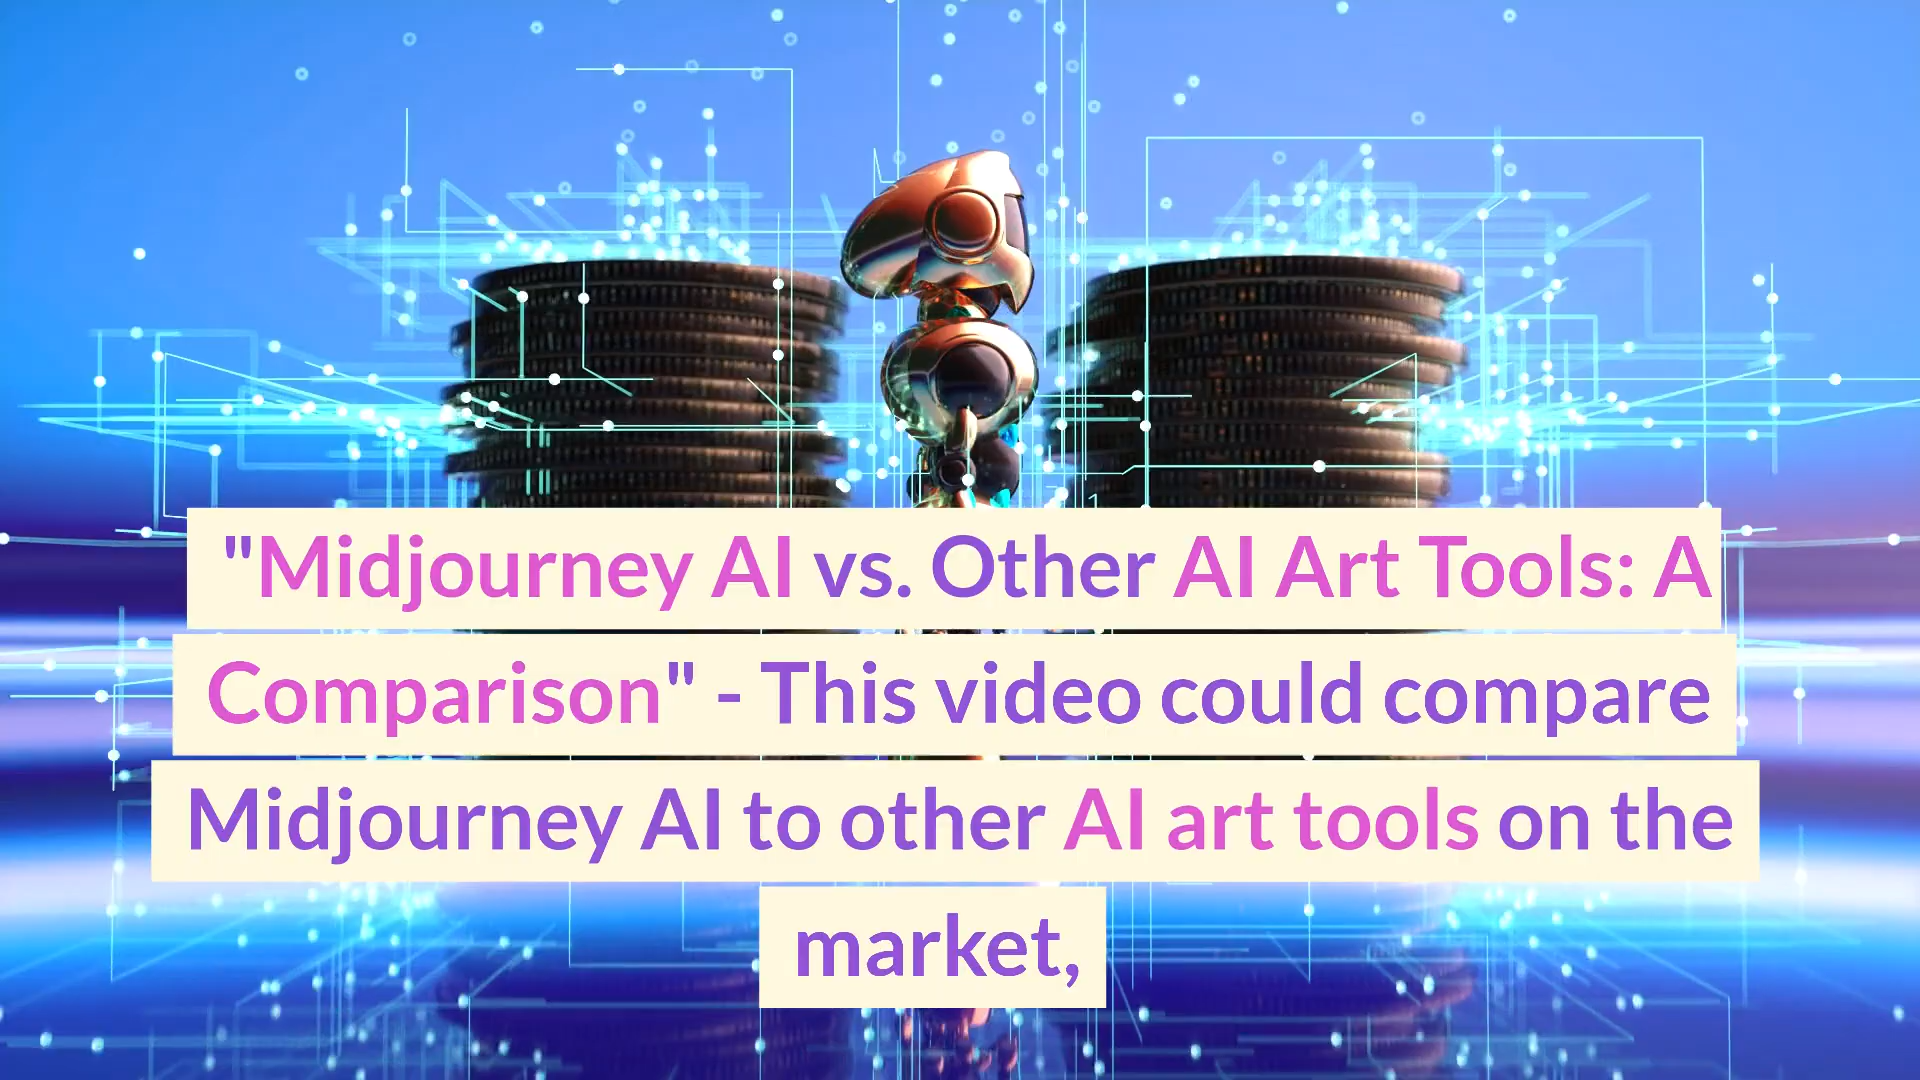 "Midjourney AI vs. Other AI Art Tools: A
Comparison" - This video could compare
Midjourney AI to other AI art tools on the
market,